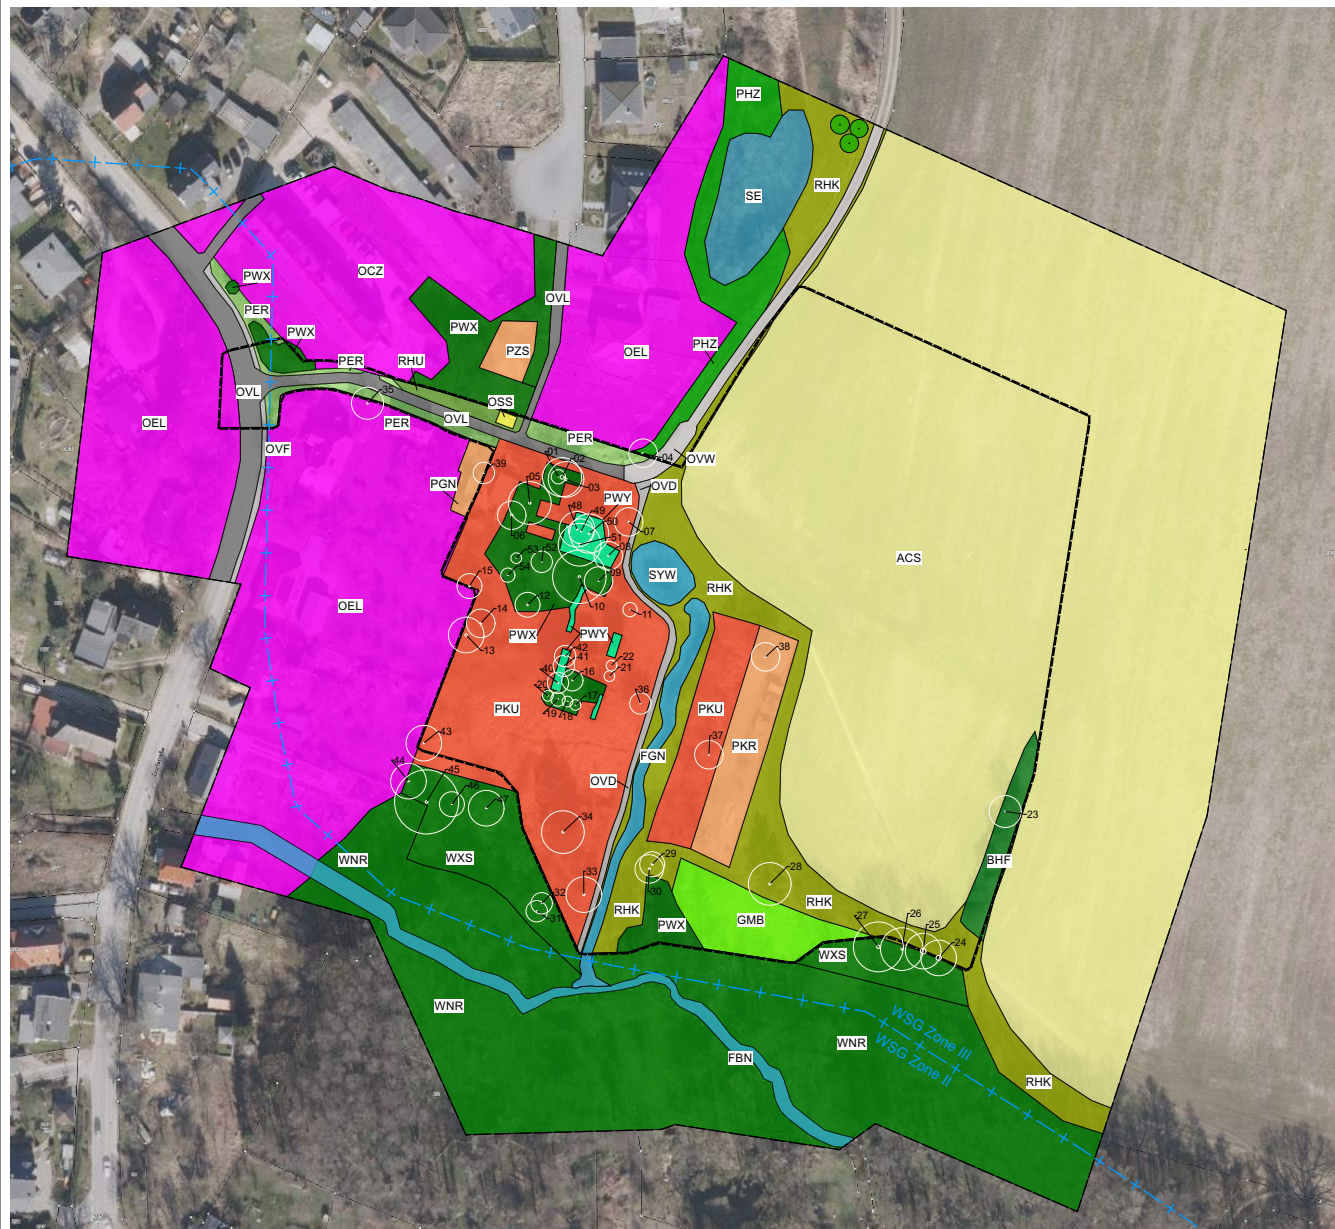 PHZ
SE
RHK
PWX
OCZ
PER
OVL
PWX
PWX
PZS
OEL
PHZ
PER
RHU
OVL
OSS
OEL
35
PER
OVL
PER
OVF
04
OVW
01
02
39
PGN
05
03
OVD
PWY
48
49
50
07
06
51
08
53
52
ACS
SYW
54
09
RHK
15
12
10
OEL
11
14
PWX
PWY
13
42
41
38
22
40
16
21
20
17
36
PKU
19
18
PKU
43
PKR
37
FGN
44
45
OVD
46
47
23
34
WNR
WXS
29
BHF
28
33
30
32
RHK
RHK
31
PWX
GMB
27
26
25
WXS
24
WNR
WSG Zone III
WNR
WSG Zone II
FBN
RHK